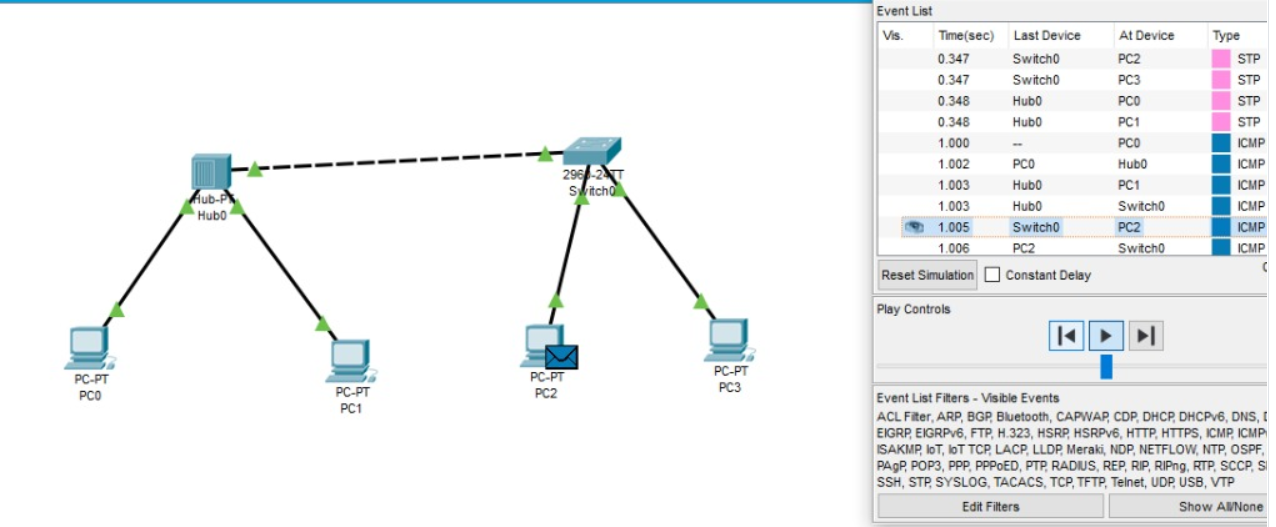 Event List
Vis. Time(sec) Last Device At Device Type
0.347 Switch0 PC2 STP
0.347 Switch0 PC3 STP
0.348 Hub0 PC0 STP
0.348 Hub0 PC1 STP
1.000 -- PC0 ICMP
1.002 PC0 Hub0 ICMP
1.003 Hub0 PC1 ICMP
1.003 Hub0 Switch0 ICMP
1.005 Switch0 PC2 ICMP
1.006 PC2 Switch0 ICMP
Reset Simulation Constant Delay
Play Controls
Event List Filters - Visible Events
ACL Filter, ARP, BGP, Bluetooth, CAPWAP, CDP, DHCP, DHCPv6, DNS,
EIGRP, EIGRPv6, FTP, H.323, HSRP, HSRPv6, HTTP, HTTPS, ICMP,
ISAKMP, IoT, IoT TCP, LACP, LLDP, Meraki, NDP, NETFLOW, NTP, OSPF,
PAgP, POP3, PPP, PPPoED, PTP, RADIUS, REP, RIP, RIPng, RTP, SCCP,
SSH, STP, SYSLOG, TACACS, TCP, TFTP, Telnet, UDP, USB, VTP
Edit Filters Show All/None
Hub-PT
Hub0
2960-24TT
Switch0
PC-PT
PC0
PC-PT
PC1
PC-PT
PC2
PC-PT
PC3